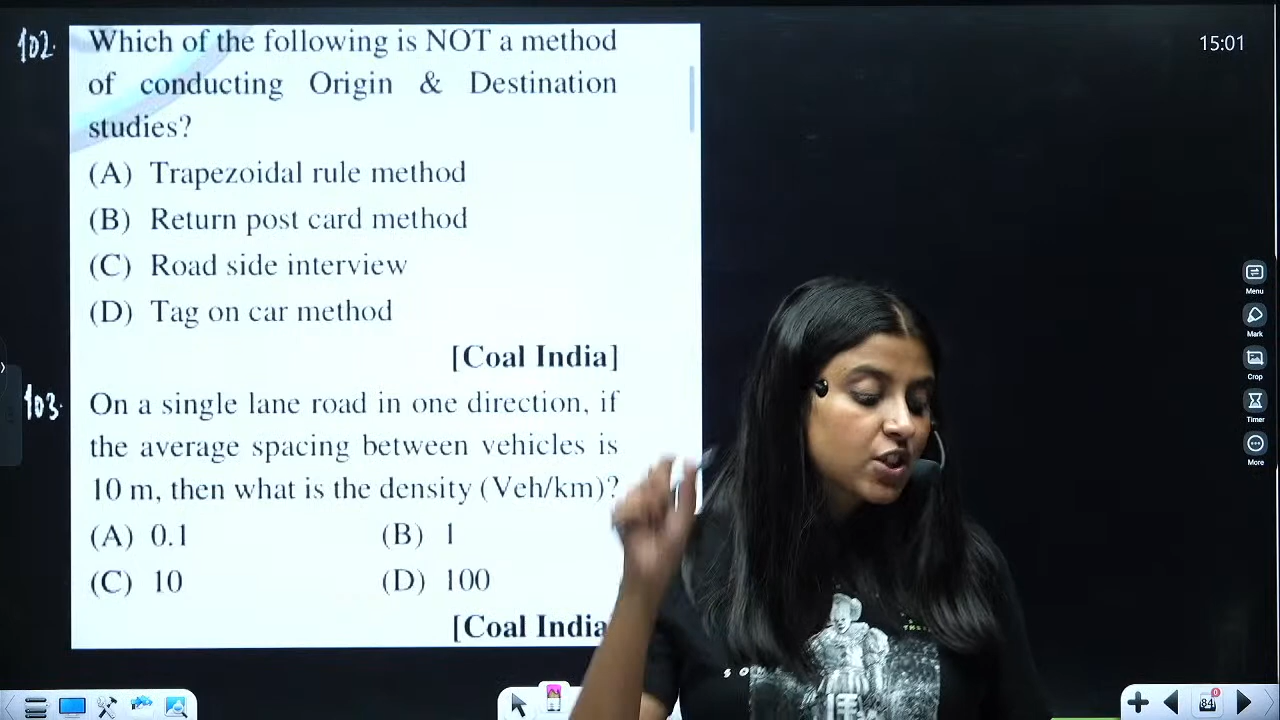 102.
Which of the following is NOT a method
of conducting Origin & Destination
studies?
(A) Trapezoidal rule method
(B) Return post card method
(C) Road side interview
(D) Tag on car method
[Coal India]
103.
On a single lane road in one direction, if
the average spacing between vehicles is
10 m, then what is the density (Veh/km)?
(A) 0.1 (B) 1
(C) 10 (D) 100
[Coal India
15:01
Menu
Mark
Crop
Timer
More
84
0